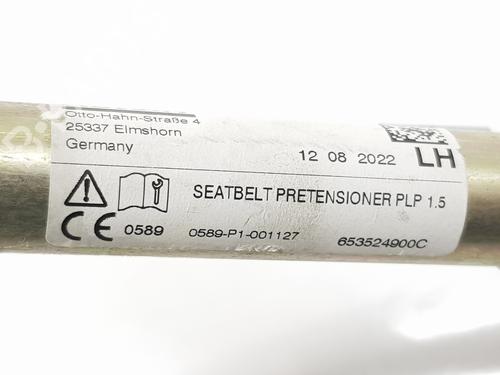 Otto-Hahn-Straße 4
25337 Elmshorn
Germany
12 08 2022 LH
SEATBELT PRETENSIONER PLP 1.5
CE 0589 0589-P1-001127 653524900C